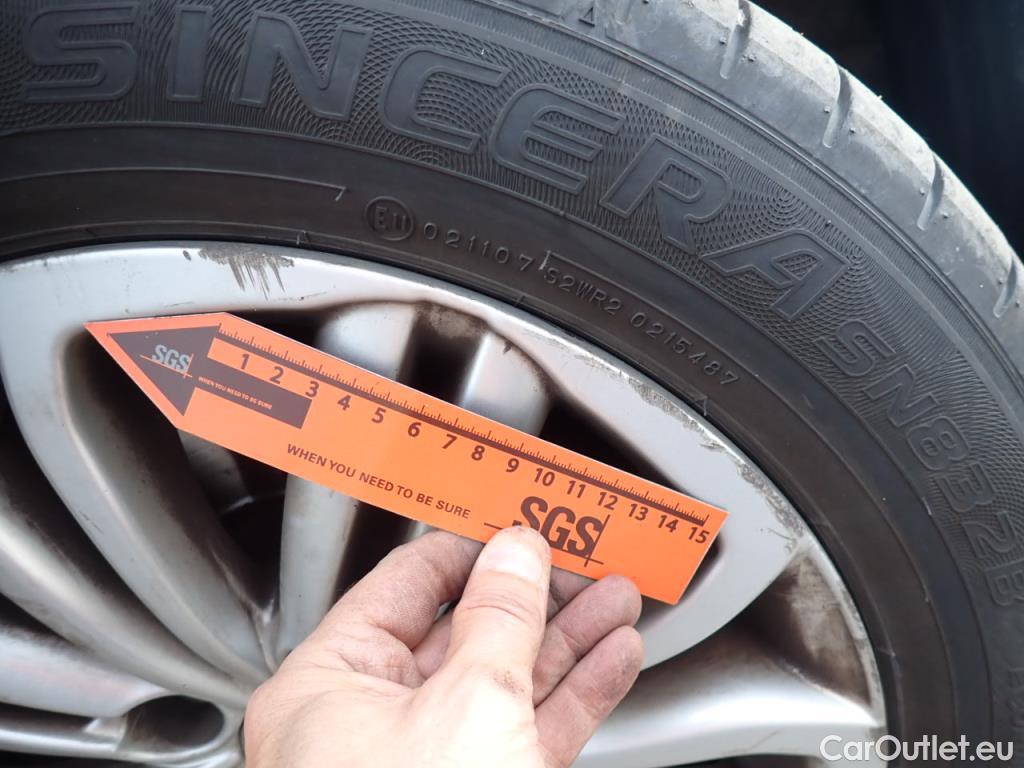 SINCERA SN832B
E11 021107 S2WR2 0215487
SGS
WHEN YOU NEED TO BE SURE
1 2 3 4 5 6 7 8 9 10 11 12 13 14 15
WHEN YOU NEED TO BE SURE
SGS
CarOutlet.eu